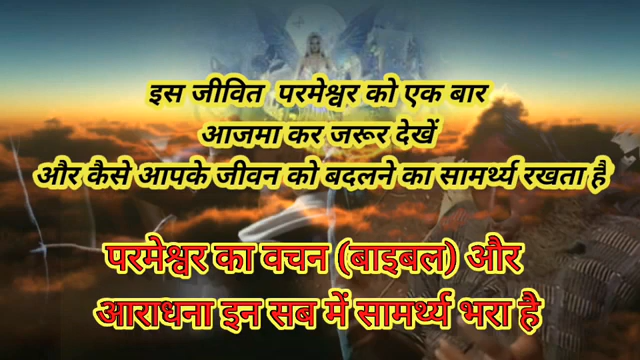 इस जीवित परमेश्वर को एक बार
आजमा कर जरूर देखें
और कैसे आपके जीवन को बदलने का सामर्थ्य रखता है
परमेश्वर का वचन (बाइबल) और
आराधना इन सब में सामर्थ्य भरा है